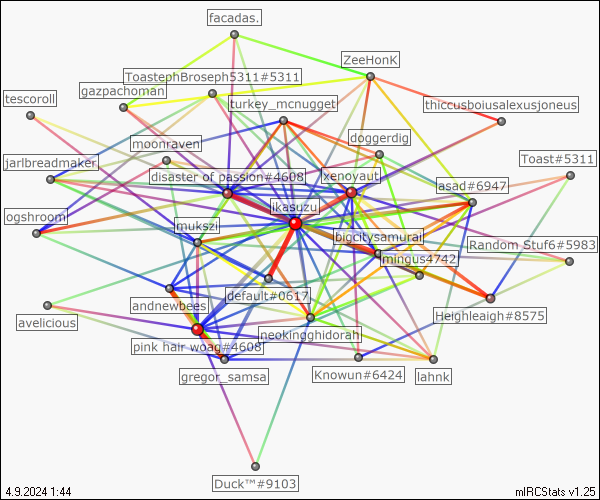 facadas.
ZeeHonK
ToastephBroseph5311#5311
gazpachoman
tescoroll
turkey_mcnugget
thiccusboiusalexusjoneus
doggerdig
moonraven
Toast#5311
jarlbreadmaker
disaster of passion#4608
xenoyaut
lasad#6947
ikasuzu
ogshroom
mukszi
bigcitysamurai
Random Stuf6#5983
mingus4742
default#0617
andnewbees
Heighleaigh#8575
avelicious
neokingghidorah
pink hair woag#4608
gregor_samsa
Knowun#6424
lahnk
Duck™#9103
4.9.2024 1:44
mIRCStats v1.25